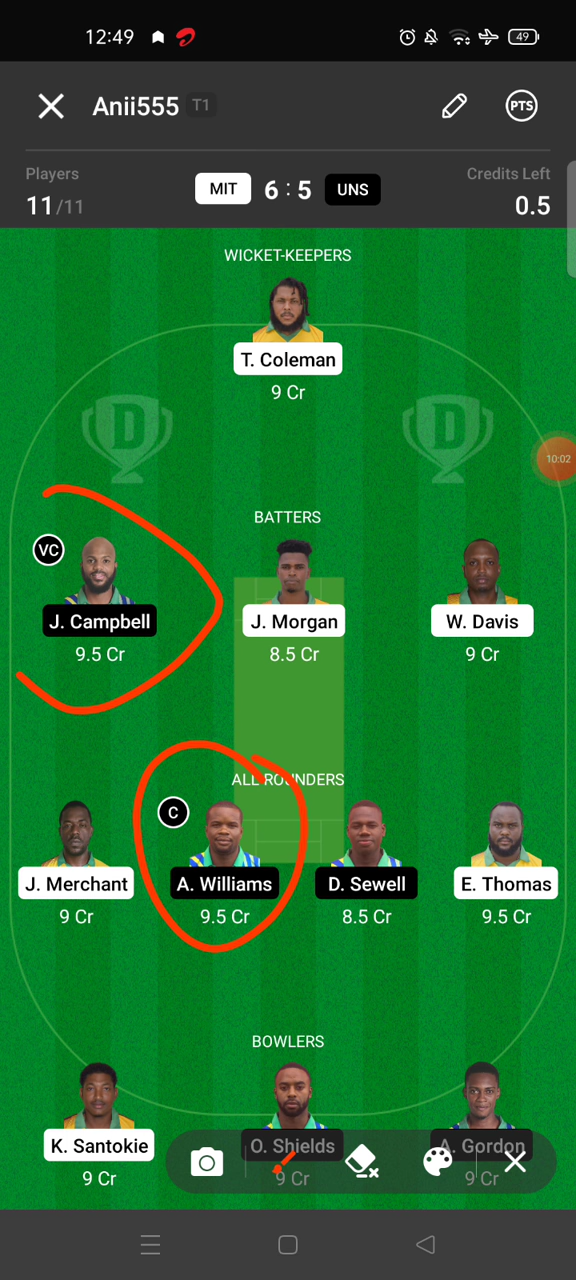 12:49
49
Anii555 T1
PTS
Players
11/11
MIT 6 : 5 UNS
Credits Left
0.5
WICKET-KEEPERS
T. Coleman
9 Cr
D D
10:02
BATTERS
VC
J. Campbell J. Morgan W. Davis
9.5 Cr 8.5 Cr 9 Cr
ALL ROUNDERS
C
J. Merchant A. Williams D. Sewell E. Thomas
9 Cr 9.5 Cr 8.5 Cr 9.5 Cr
BOWLERS
K. Santokie O. Shields A. Gordon
9 Cr 9 Cr 9 Cr